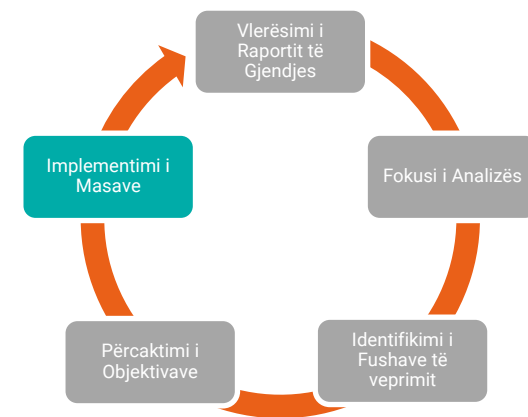 Vlerësimi i
Raportit të
Gjendjes
Fokusi i Analizës
Identifikimi i
Fushave të
veprimit
Përcaktimi i
Objektivave
Implementimi i
Masave